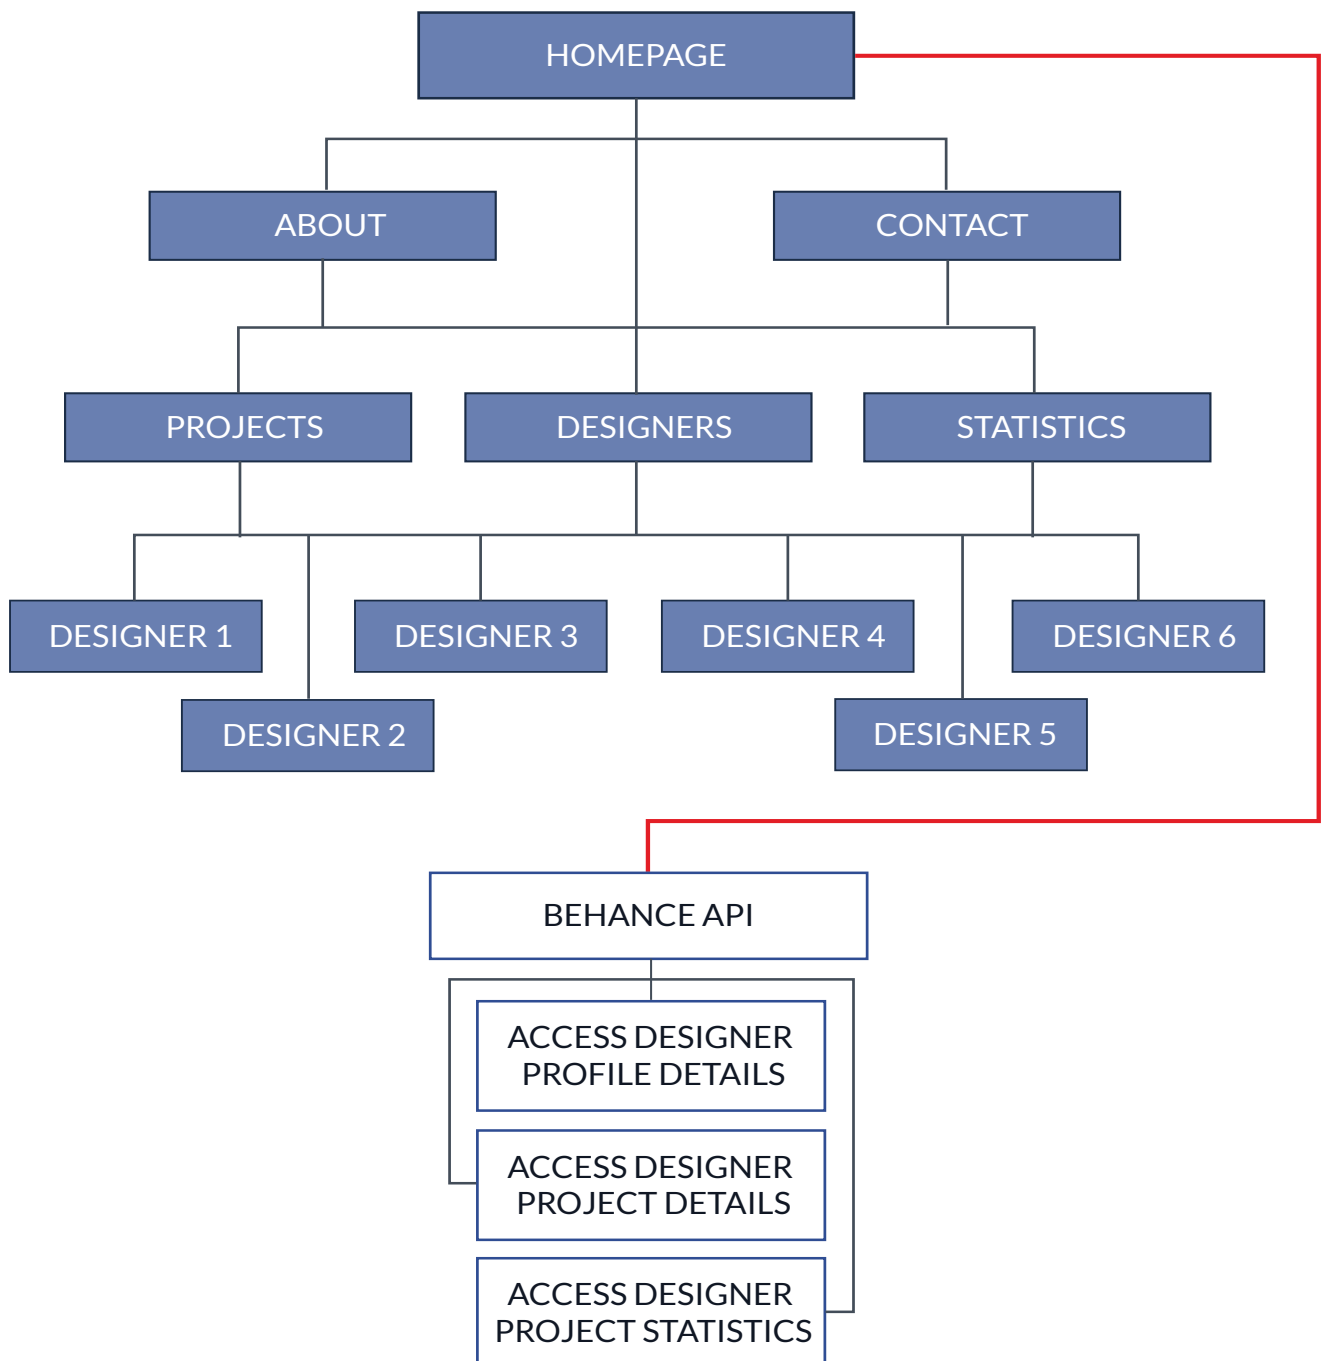 HOMEPAGE
ABOUT
CONTACT
PROJECTS
DESIGNERS
STATISTICS
DESIGNER 1
DESIGNER 3
DESIGNER 4
DESIGNER 6
DESIGNER 2
DESIGNER 5
BEHANCE API
ACCESS DESIGNER
PROFILE DETAILS
ACCESS DESIGNER
PROJECT DETAILS
ACCESS DESIGNER
PROJECT STATISTICS